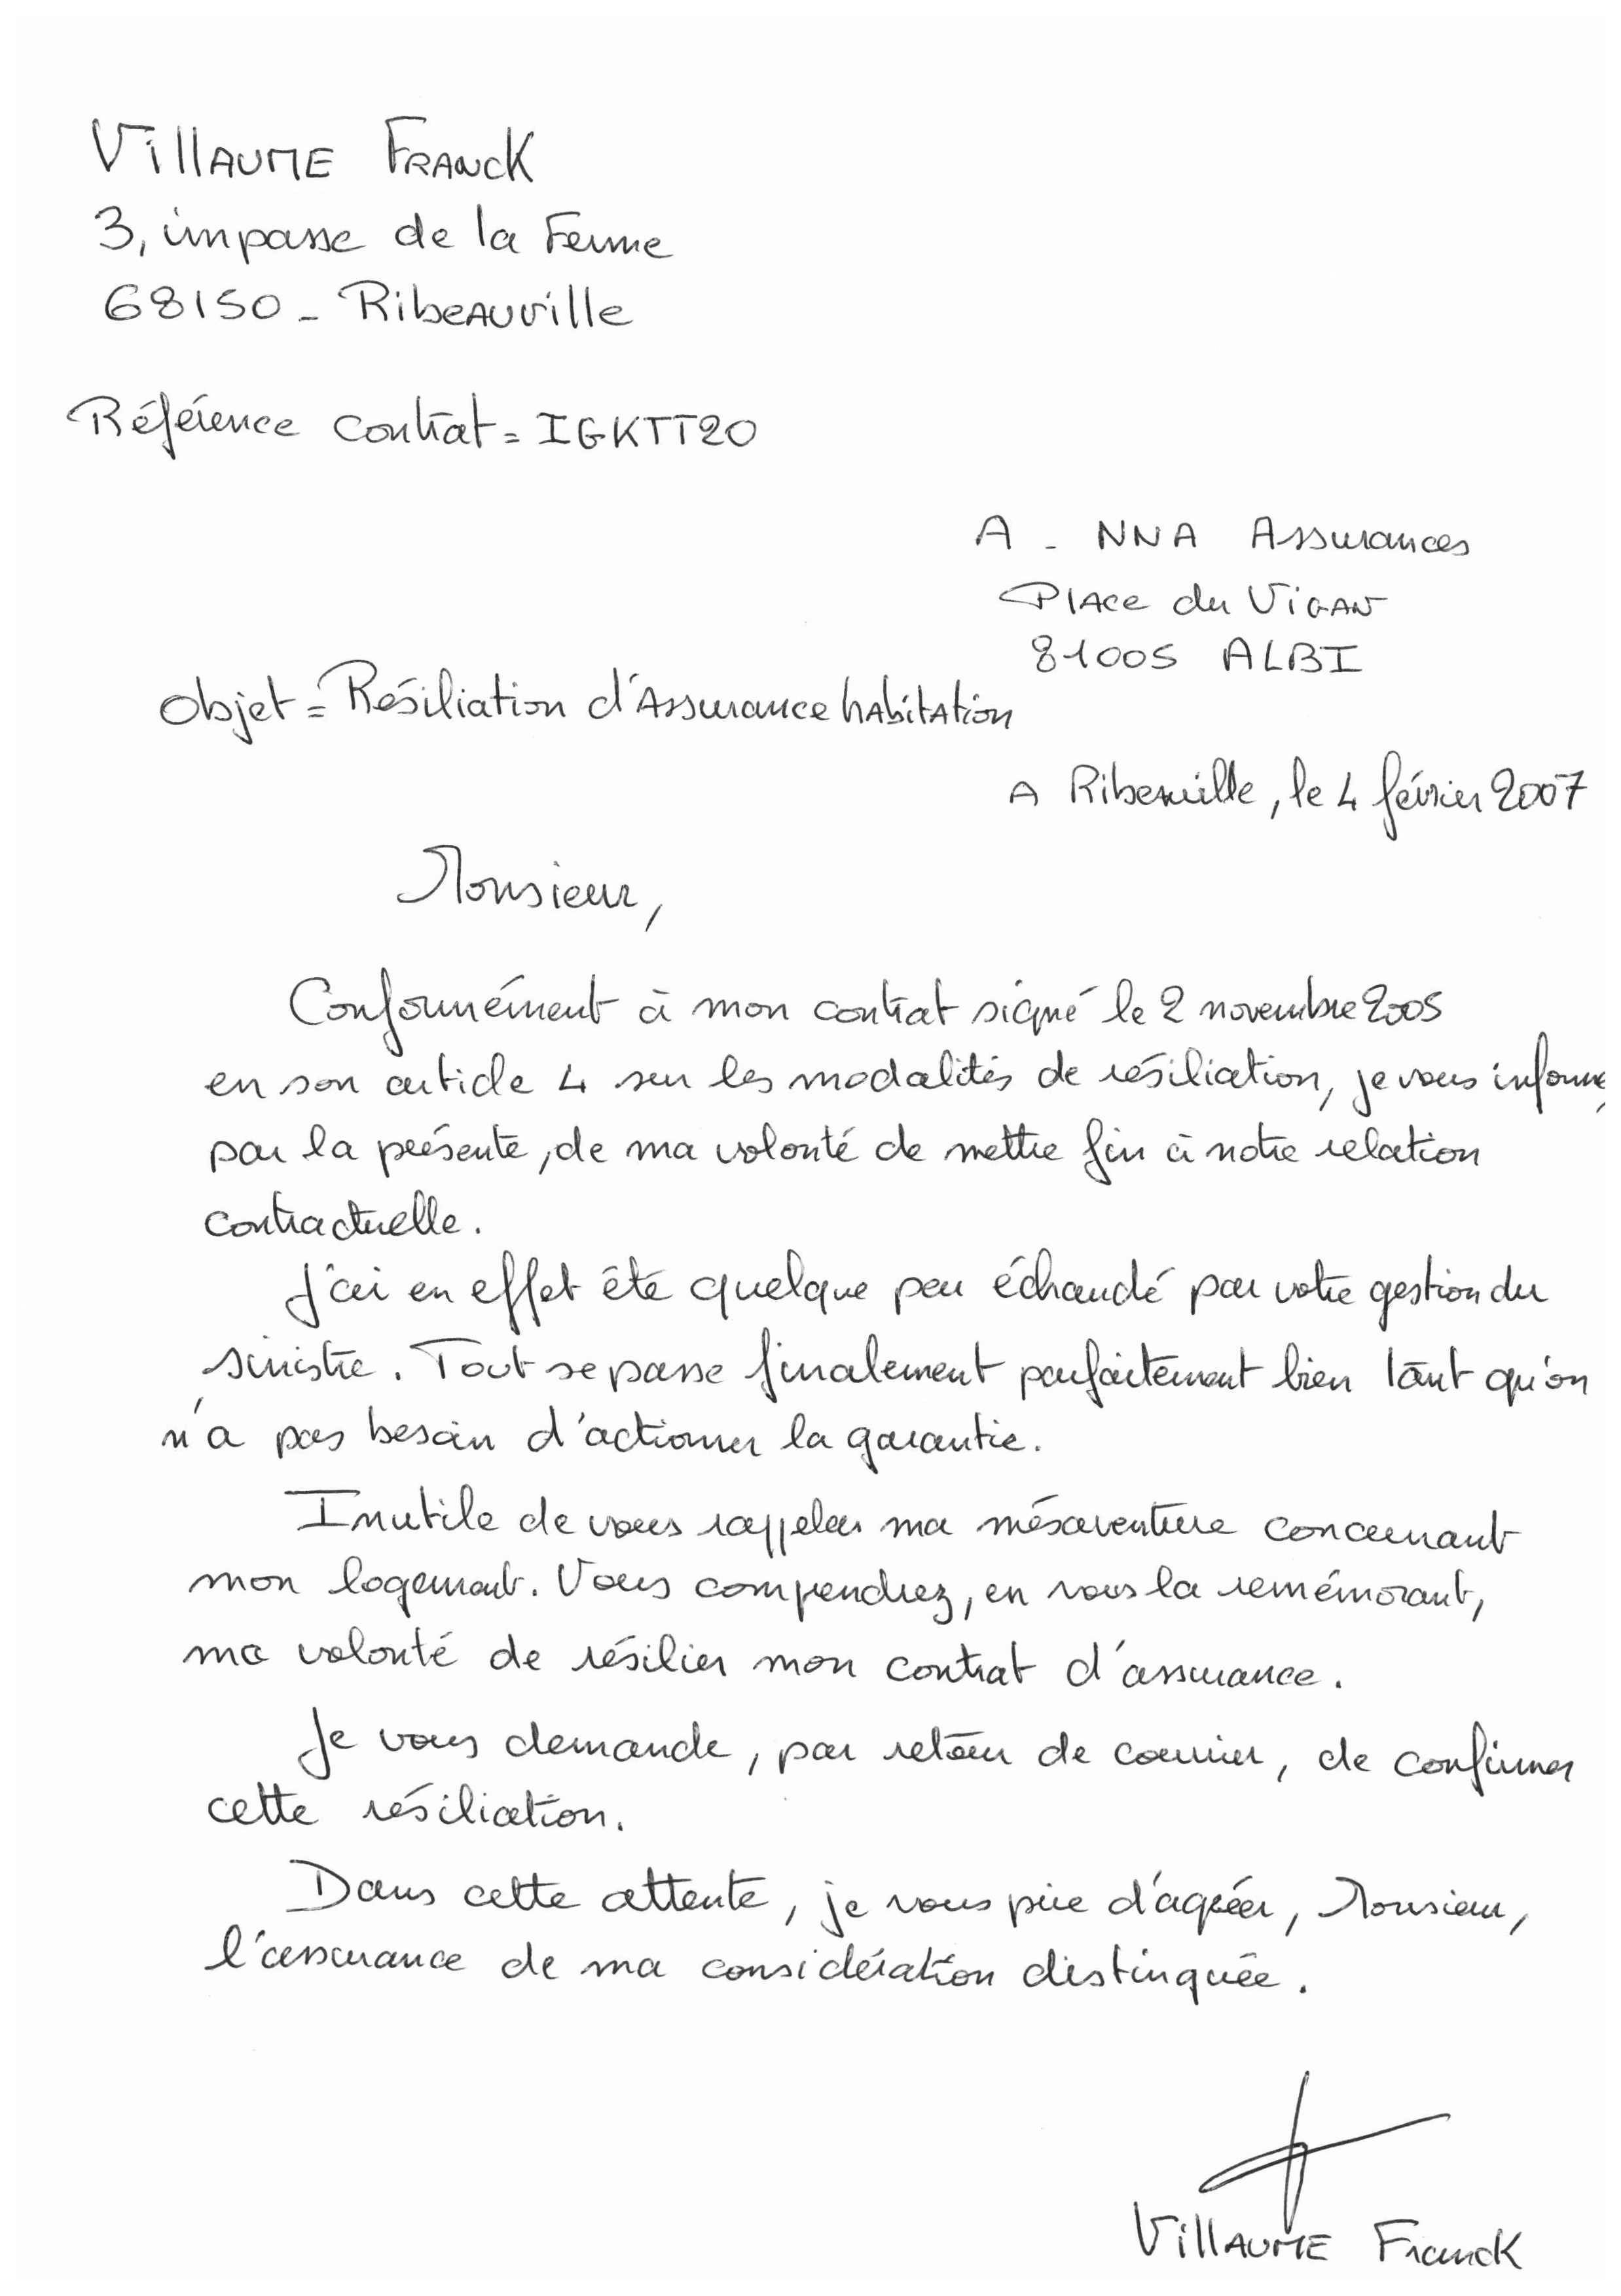 VIllAUME FRANCK
3, impasse de la Ferme
68150 - Ribeauville
Référence contrat = IGKTT20
A - NNA Assurances
Place du Vigan
81005 ALBI
Objet = Résiliation d'Assurance habitation
A Ribeauville, le 4 février 2007
Monsieur,
Conformément à mon contrat signé le 2 novembre 2005
en son article 4 sur les modalités de résiliation, je vous informe,
par la présente, de ma volonté de mettre fin à notre relation
contractuelle.
J'ai en effet été quelque peu échaudé par votre gestion du
sinistre. Tout se passe finalement parfaitement bien tant qu'on
n'a pas besoin d'actionner la garantie.
Inutile de vous rappeler ma mésaventure concernant
mon logement. Vous comprendrez, en vous la remémorant,
ma volonté de résilier mon contrat d'assurance.
Je vous demande, par retour de courrier, de confirmer
cette résiliation.
Dans cette attente, je vous prie d'agréer, Monsieur,
l'assurance de ma considération distinguée.
VIllAUME Franck